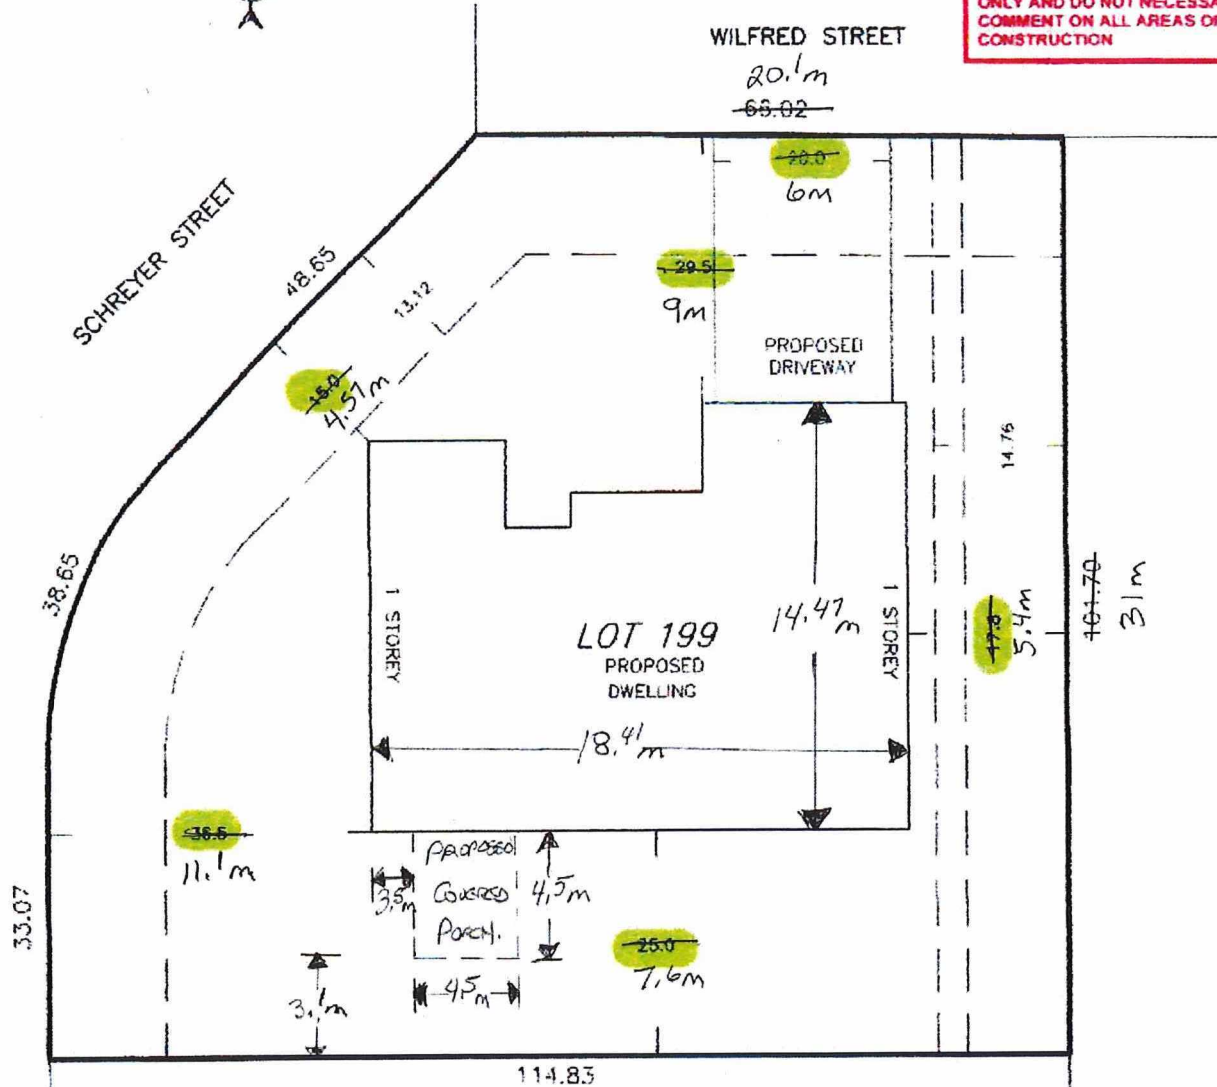 ONLY AND DO NOT
COMMENT ON ALL AREAS
CONSTRUCTION
WILFRED STREET
20.1m
66.02
20.0
6m
SCHREYER STREET
48.65
13.12
29.5
9m
PROPOSED
DRIVEWAY
15.0
4.57m
14.76
38.65
1 STOREY
LOT 199
PROPOSED
DWELLING
14.47m
1 STOREY
17.8
5.4m
101.70
31m
18.41m
36.5
11.1m
PROPOSED
COVERED
PORCH.
3.5m
4.5m
33.07
25.0
7.6m
4.5m
3.1m
114.83